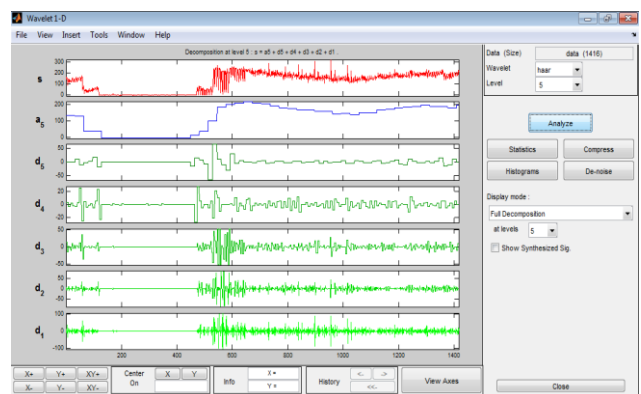 Wavelet 1-D
File View Insert Tools Window Help
Decomposition at level 5 : s = a5 + d5 + d4 + d3 + d2 + d1 .
s
300
200
100
0
a5
200
100
0
d5
50
0
-50
d4
20
0
-20
d3
50
0
-50
d2
50
0
-50
d1
100
0
-100
200 400 600 800 1000 1200 1400
Data (Size) data (1416)
Wavelet haar
Level 5
Analyze
Statistics Compress
Histograms De-noise
Display mode :
Full Decomposition
at levels 5
Show Synthesized Sig.
X+ Y+ XY+
X- Y- XY-
Center
On
X Y
Info
X =
Y =
History
<- ->
<<-
View Axes
Close